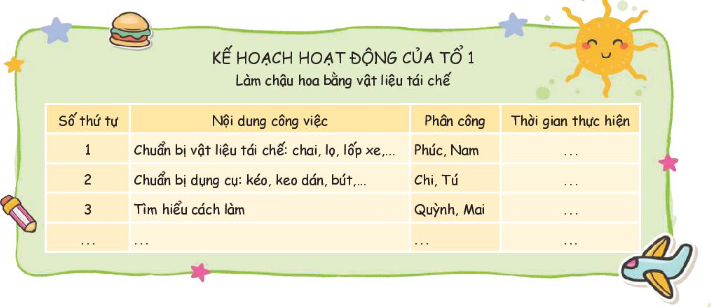 KẾ HOẠCH HOẠT ĐỘNG CỦA TỔ 1
Làm chậu hoa bằng vật liệu tái chế
Số thứ tự Nội dung công việc Phân công Thời gian thực hiện
1 Chuẩn bị vật liệu tái chế: chai, lọ, lốp xe,... Phúc, Nam ...
2 Chuẩn bị dụng cụ: kéo, keo dán, bút,... Chi, Tú ...
3 Tìm hiểu cách làm Quỳnh, Mai ...
... ... ... ...